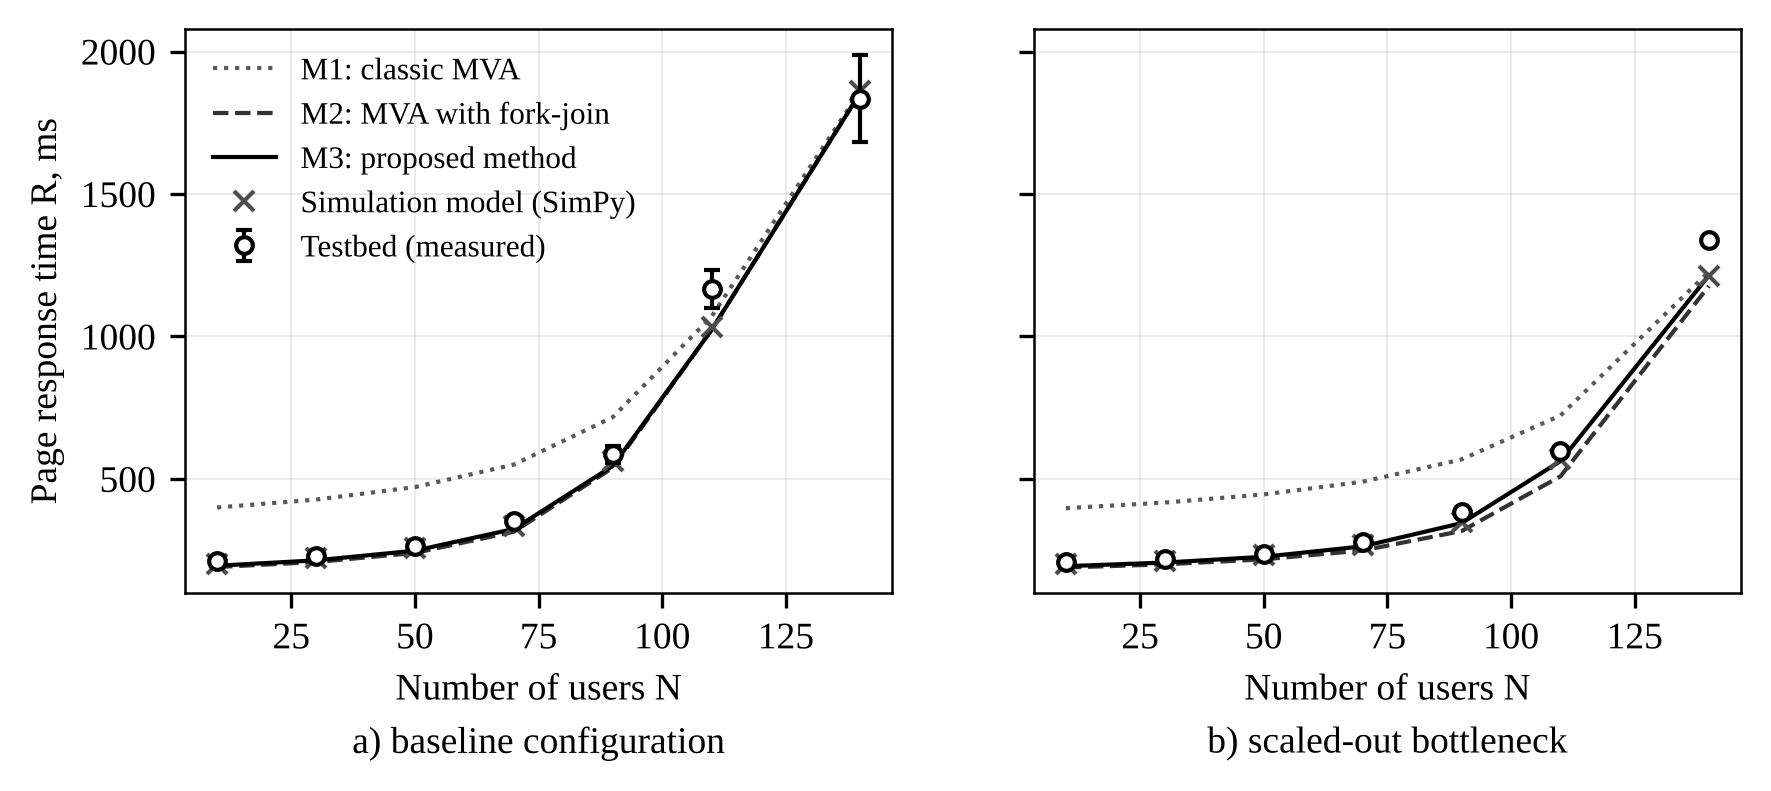 2000
1500
1000
500
Page response time R, ms
M1: classic MVA
M2: MVA with fork-join
M3: proposed method
Simulation model (SimPy)
Testbed (measured)
25 50 75 100 125
Number of users N
a) baseline configuration
25 50 75 100 125
Number of users N
b) scaled-out bottleneck